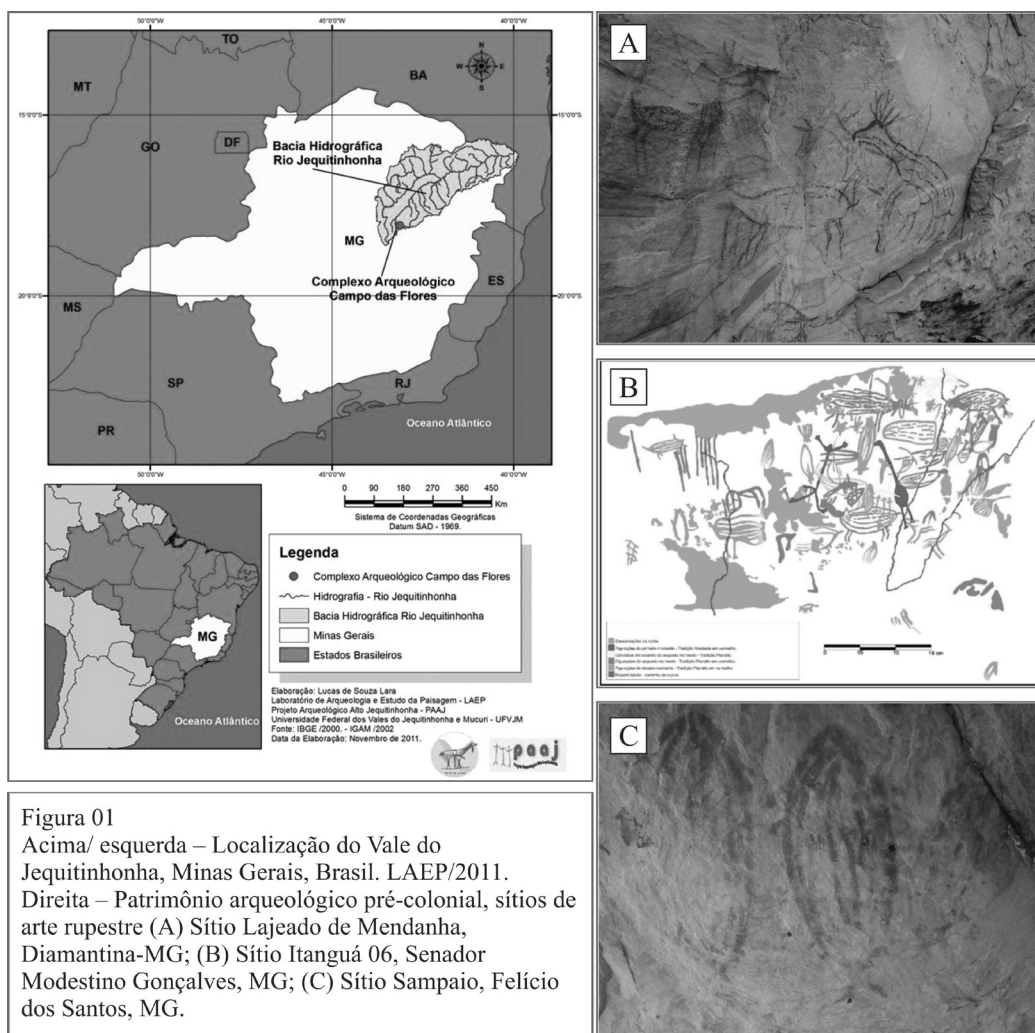 50°0'0"W
45°0'0"W
40°0'0"W
TO
N
W
E
S
BA
MT
15°0'0"S
15°0'0"S
DF
GO
Bacia Hidrográfica
Rio Jequitinhonha
MG
Complexo Arqueológico
Campo das Flores
ES
20°0'0"S
20°0'0"S
MS
SP
RJ
PR
Oceano Atlântico
50°0'0"W
45°0'0"W
40°0'0"W
0 90 180 270 360 450
Km
Sistema de Coordenadas Geográficas
Datum SAD - 1969.
MG
Oceano Atlântico
Legenda
Complexo Arqueológico Campo das Flores
Hidrografia - Rio Jequitinhonha
Bacia Hidrográfica Rio Jequitinhonha
Minas Gerais
Estados Brasileiros
Elaboração: Lucas de Souza Lara
Laboratório de Arqueologia e Estudo da Paisagem - LAEP
Projeto Arqueológico Alto Jequitinhonha - PAAJ
Universidade Federal dos Vales do Jequitinhonha e Mucuri - UFVJM
Fonte: IBGE /2000. - IGAM /2002
Data da Elaboração: Novembro de 2011.
paaj
Figura 01
Acima/ esquerda – Localização do Vale do
Jequitinhonha, Minas Gerais, Brasil. LAEP/2011.
Direita – Patrimônio arqueológico pré-colonial, sítios de
arte rupestre (A) Sítio Lajeado de Mendanha,
Diamantina-MG; (B) Sítio Itanguá 06, Senador
Modestino Gonçalves, MG; (C) Sítio Sampaio, Felício
dos Santos, MG.
A
B
C